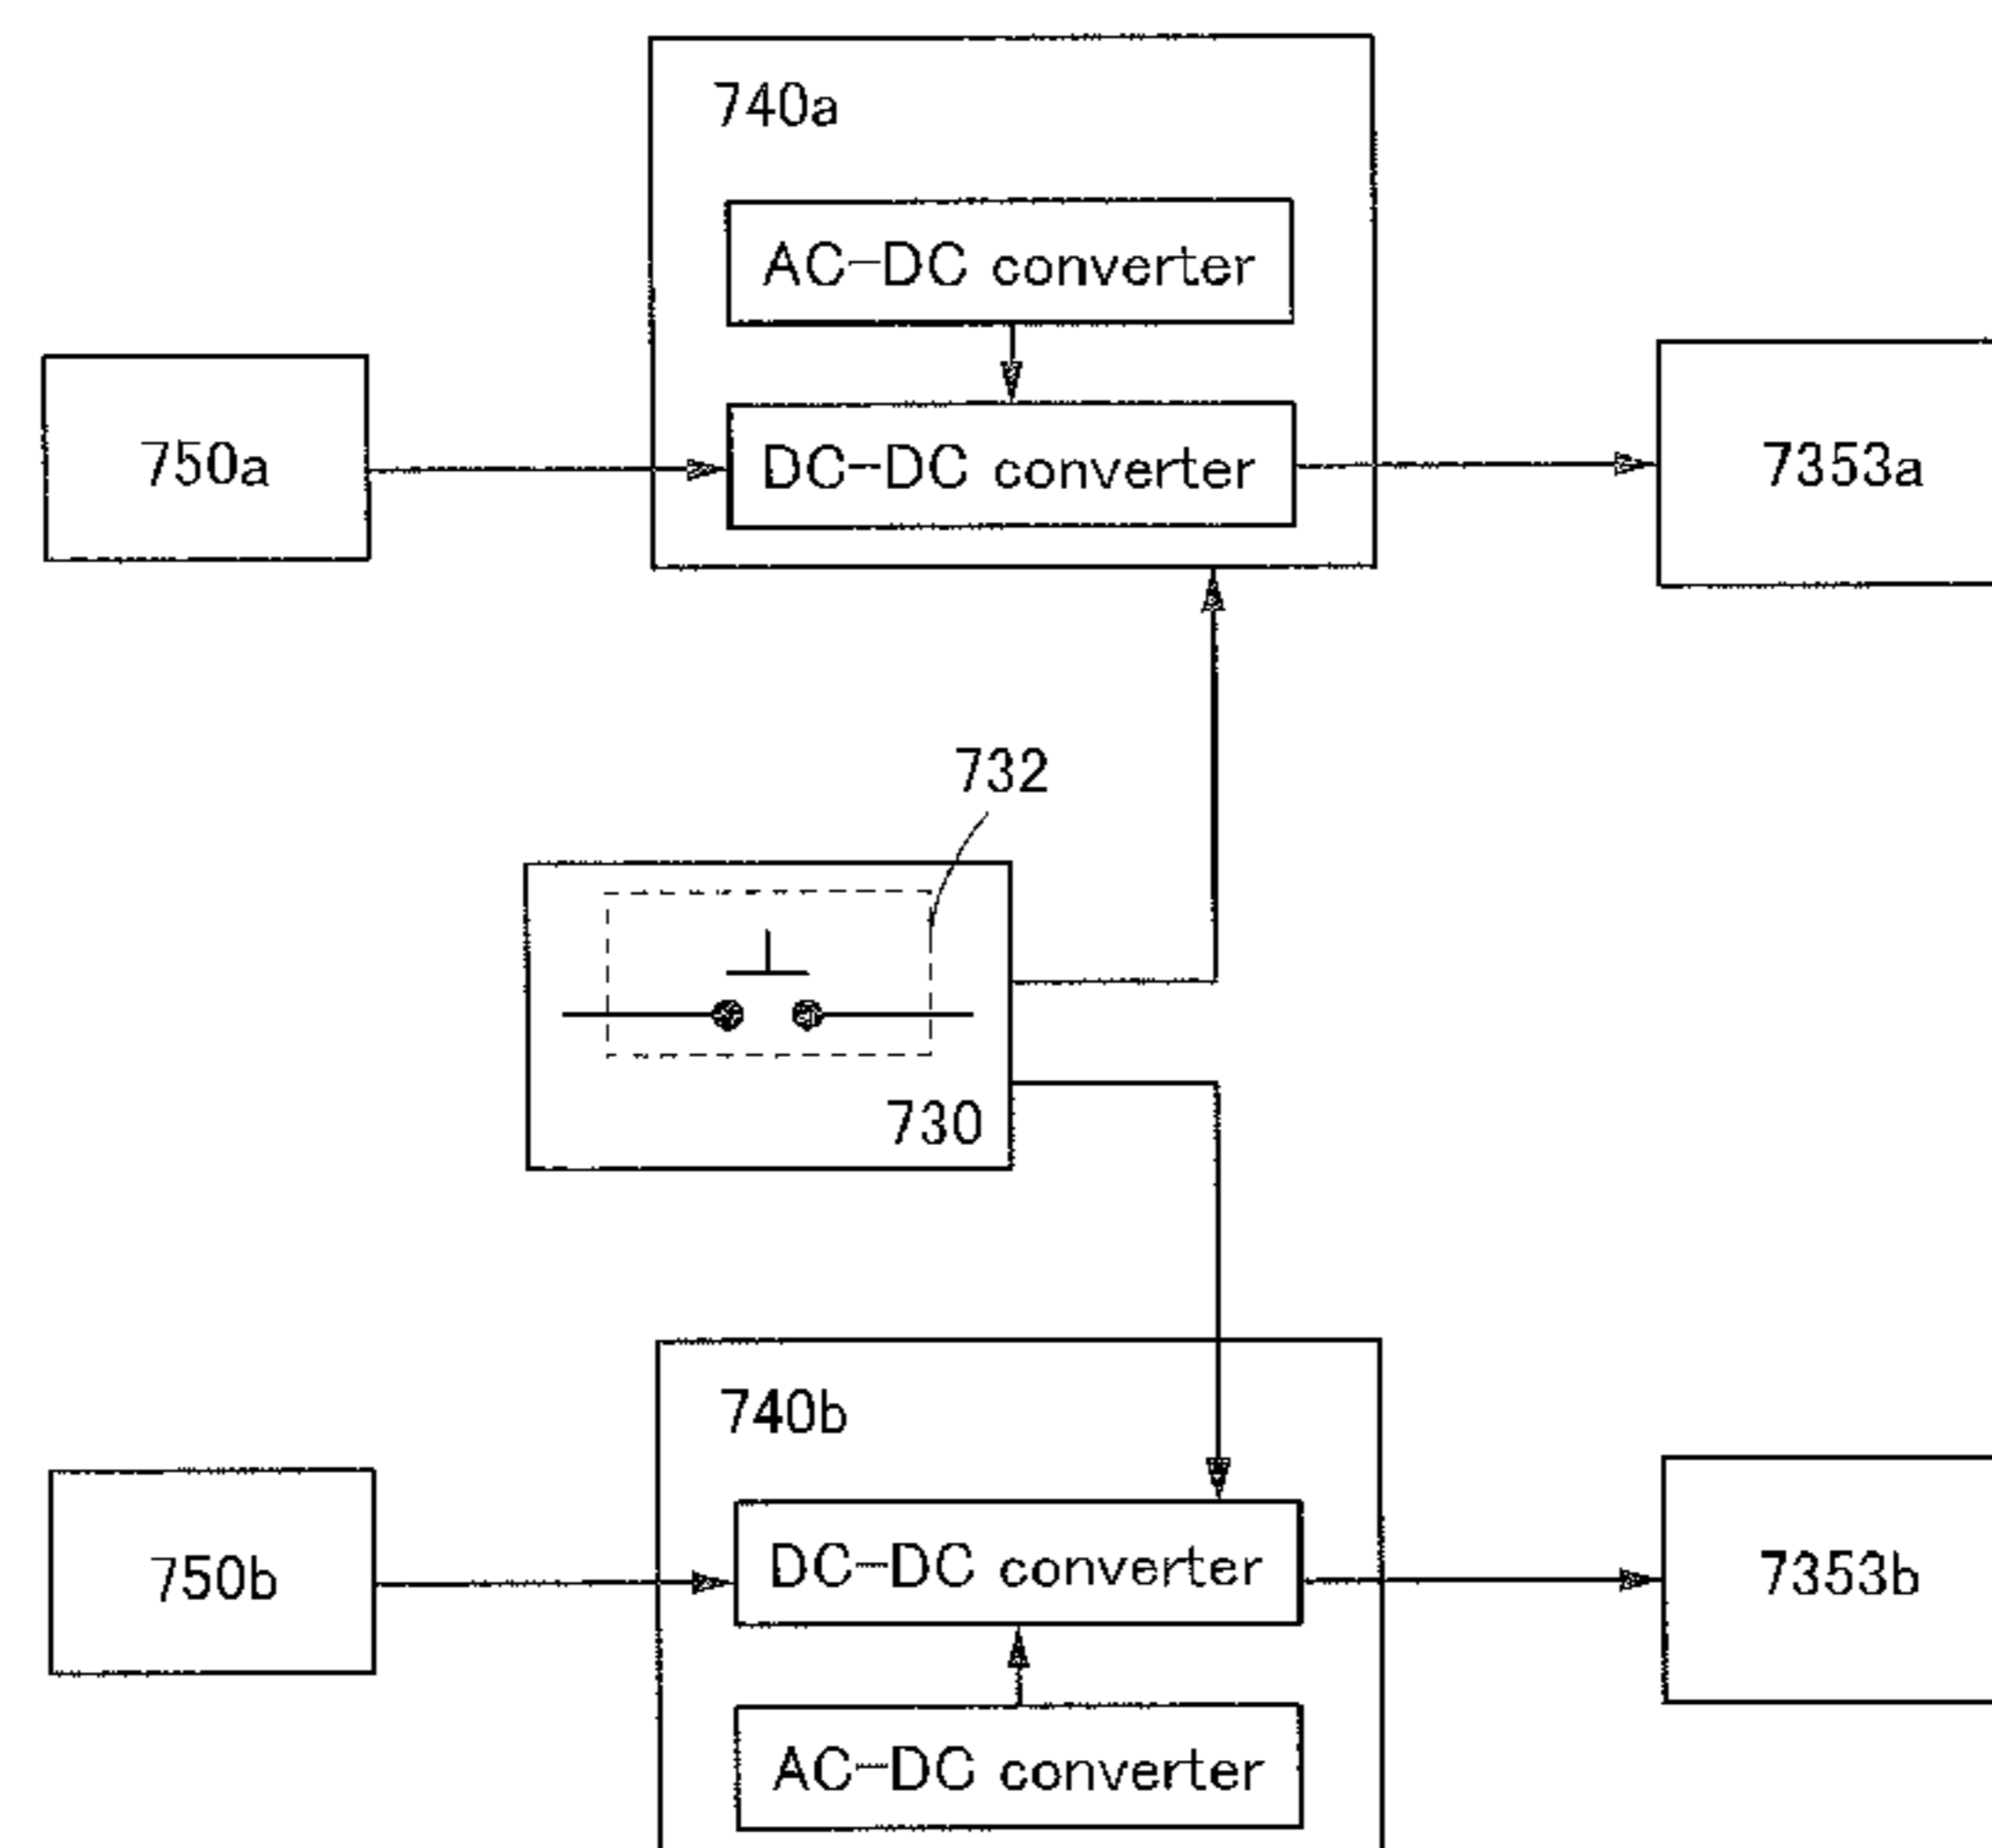 740a
AC-DC converter
750a
DC-DC converter
7353a
732
730
740b
750b
DC-DC converter
7353b
AC-DC converter